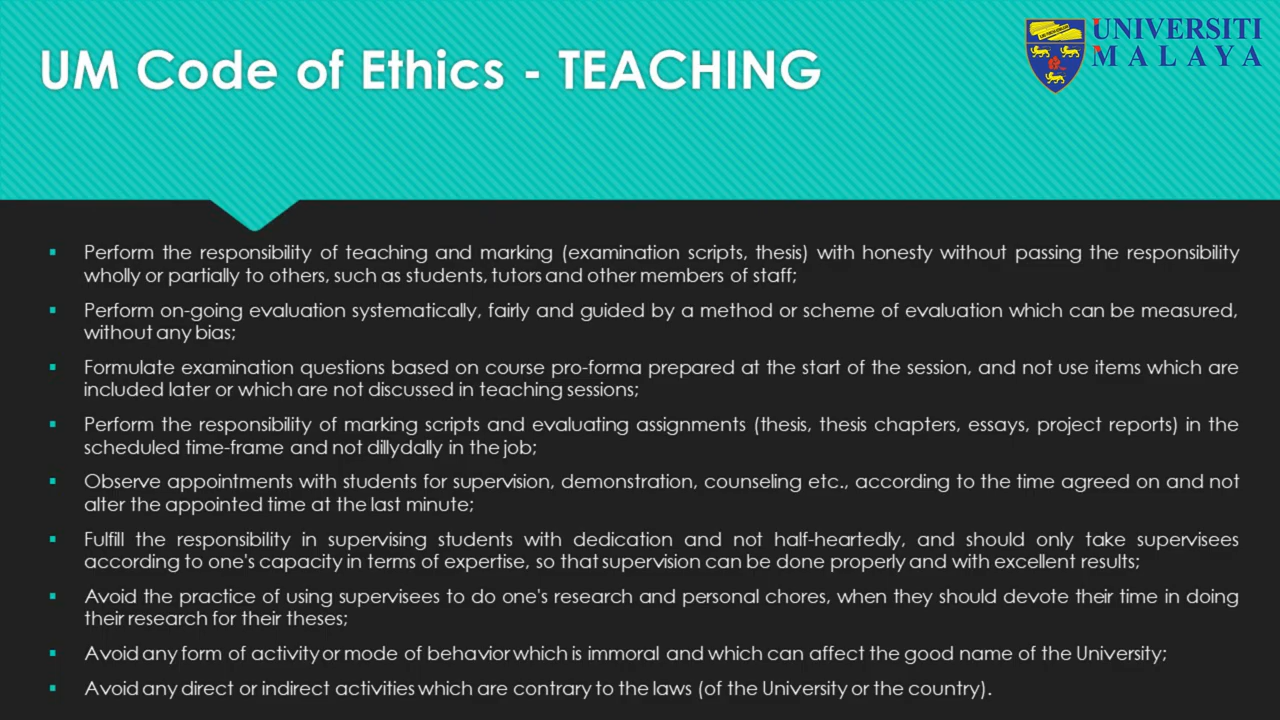 UM Code of Ethics - TEACHING
UNIVERSITI
MALAYA
▪ Perform the responsibility of teaching and marking (examination scripts, thesis) with honesty without passing the responsibility
wholly or partially to others, such as students, tutors and other members of staff;
▪ Perform on-going evaluation systematically, fairly and guided by a method or scheme of evaluation which can be measured,
without any bias;
▪ Formulate examination questions based on course pro-forma prepared at the start of the session, and not use items which are
included later or which are not discussed in teaching sessions;
▪ Perform the responsibility of marking scripts and evaluating assignments (thesis, thesis chapters, essays, project reports) in the
scheduled time-frame and not dillydally in the job;
▪ Observe appointments with students for supervision, demonstration, counseling etc., according to the time agreed on and not
alter the appointed time at the last minute;
▪ Fulfill the responsibility in supervising students with dedication and not half-heartedly, and should only take supervisees
according to one's capacity in terms of expertise, so that supervision can be done properly and with excellent results;
▪ Avoid the practice of using supervisees to do one's research and personal chores, when they should devote their time in doing
their research for their theses;
▪ Avoid any form of activity or mode of behavior which is immoral and which can affect the good name of the University;
▪ Avoid any direct or indirect activities which are contrary to the laws (of the University or the country).